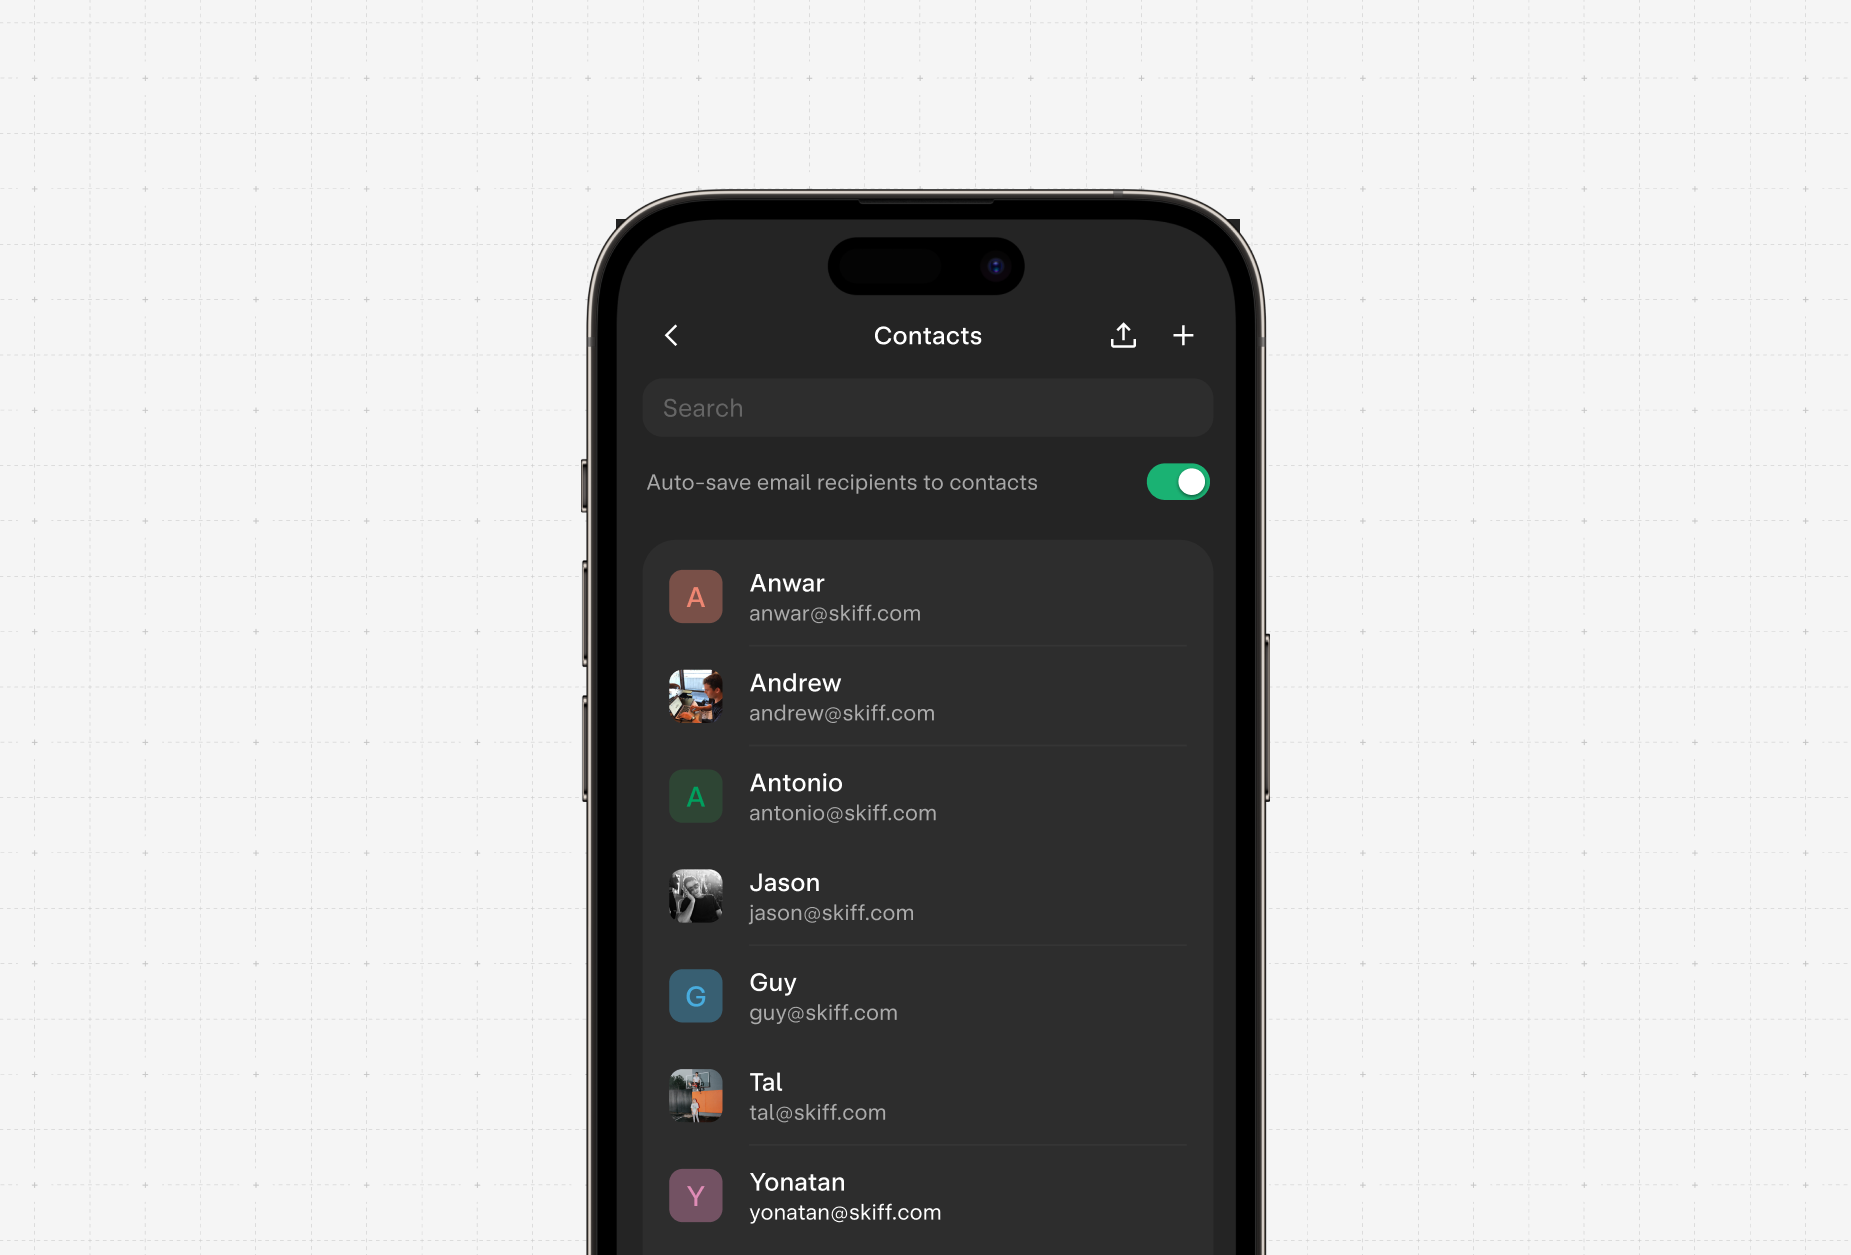 Contacts
Search
Auto-save email recipients to contacts
A
Anwar
anwar@skiff.com
Andrew
andrew@skiff.com
A
Antonio
antonio@skiff.com
Jason
jason@skiff.com
G
Guy
guy@skiff.com
Tal
tal@skiff.com
Y
Yonatan
yonatan@skiff.com